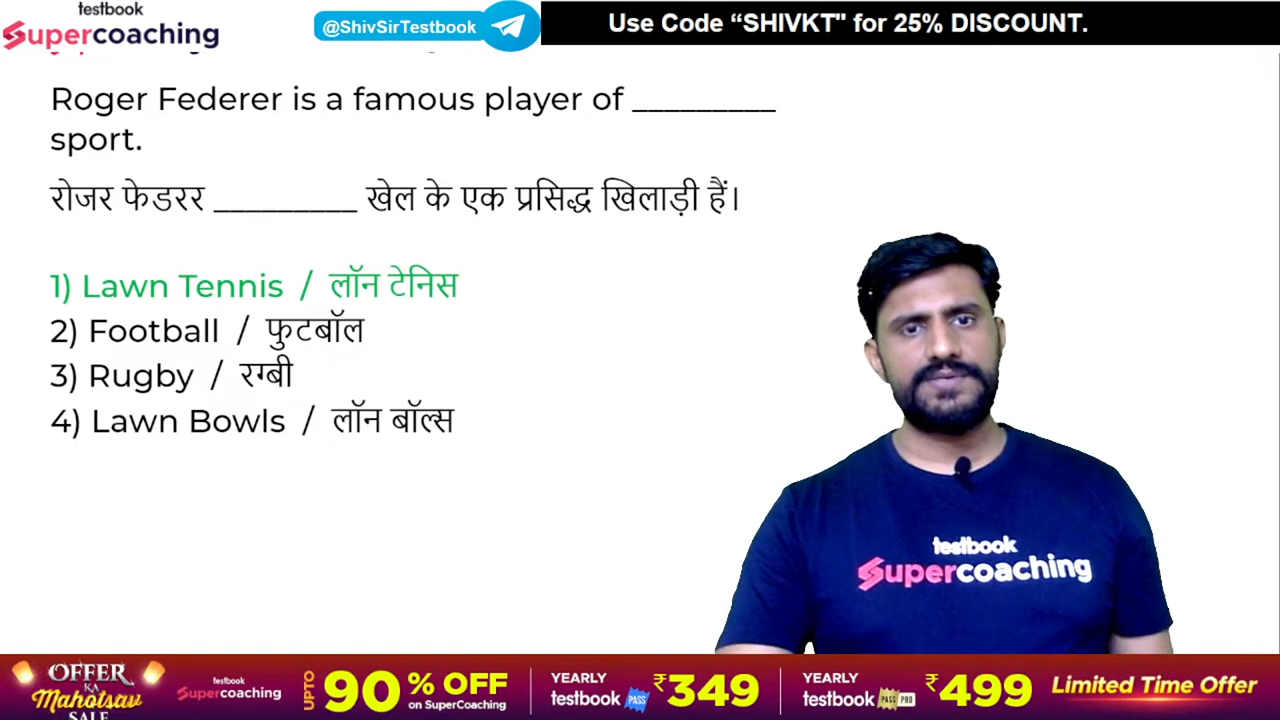 testbook
Supercoaching
@ShivSirTestbook
Use Code “SHIVKT" for 25% DISCOUNT.
Roger Federer is a famous player of _________
sport.
रोजर फेडरर _________ खेल के एक प्रसिद्ध खिलाड़ी हैं।
1) Lawn Tennis / लॉन टेनिस
2) Football / फुटबॉल
3) Rugby / रग्बी
4) Lawn Bowls / लॉन बॉल्स
testbook
Supercoaching
OFFER
KA
Mahotsav
SALE
testbook
Supercoaching
UPTO
90% OFF
on SuperCoaching
YEARLY
testbook PASS
₹349
YEARLY
testbook PASS PRO
₹499
Limited Time Offer